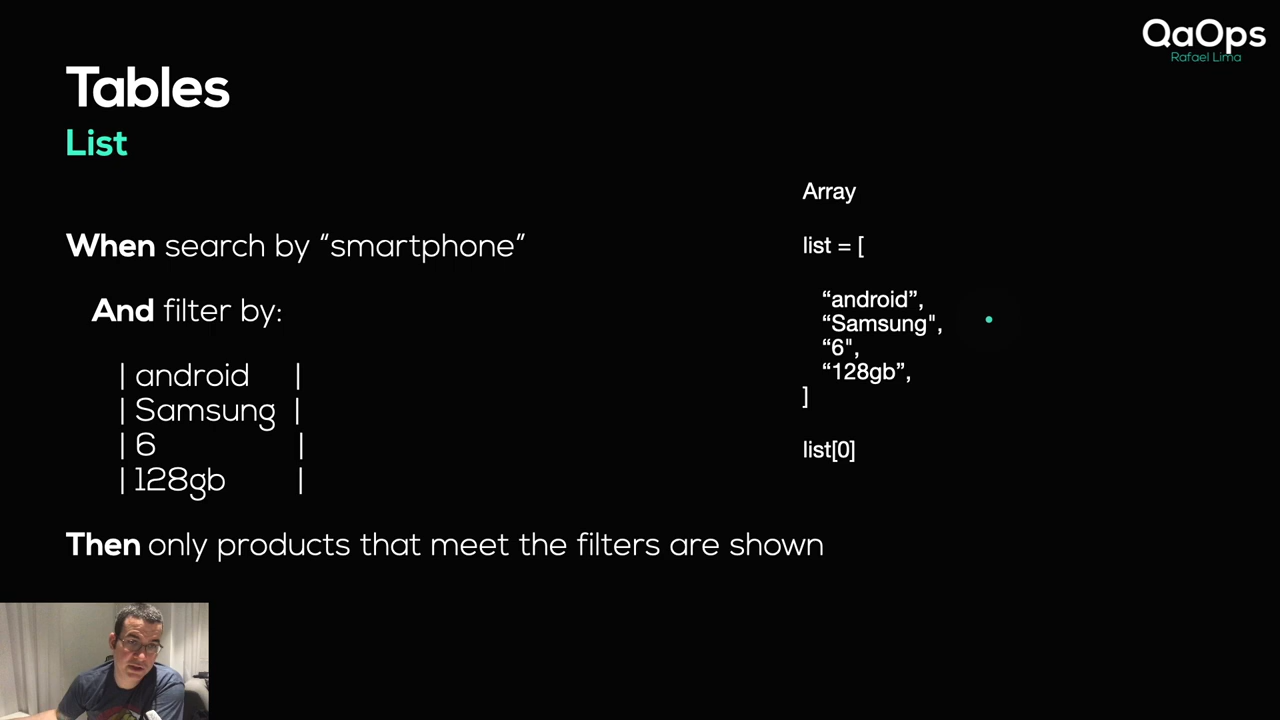 QaOps
Rafael Lima
Tables
List
When search by “smartphone”
And filter by:
| android |
| Samsung |
| 6 |
| 128gb |
Then only products that meet the filters are shown
Array
list = [
“android”,
“Samsung",
“6",
“128gb”,
]
list[0]